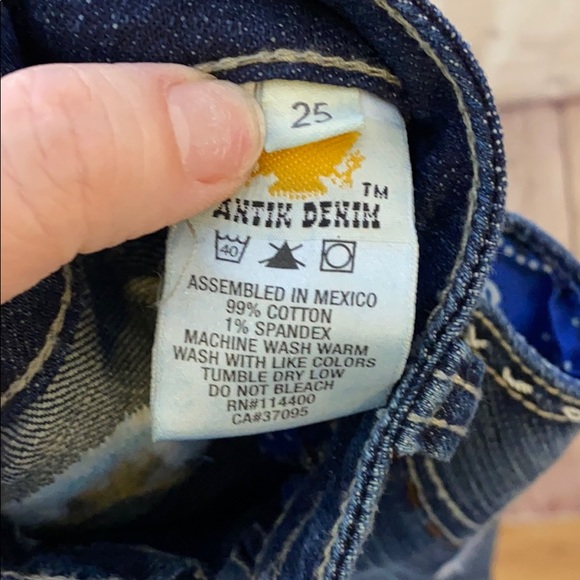 25
TM
ANTIK DENIM
40
ASSEMBLED IN MEXICO
99% COTTON
1% SPANDEX
MACHINE WASH WARM
WASH WITH LIKE COLORS
TUMBLE DRY LOW
DO NOT BLEACH
RN#114400
CA#37095